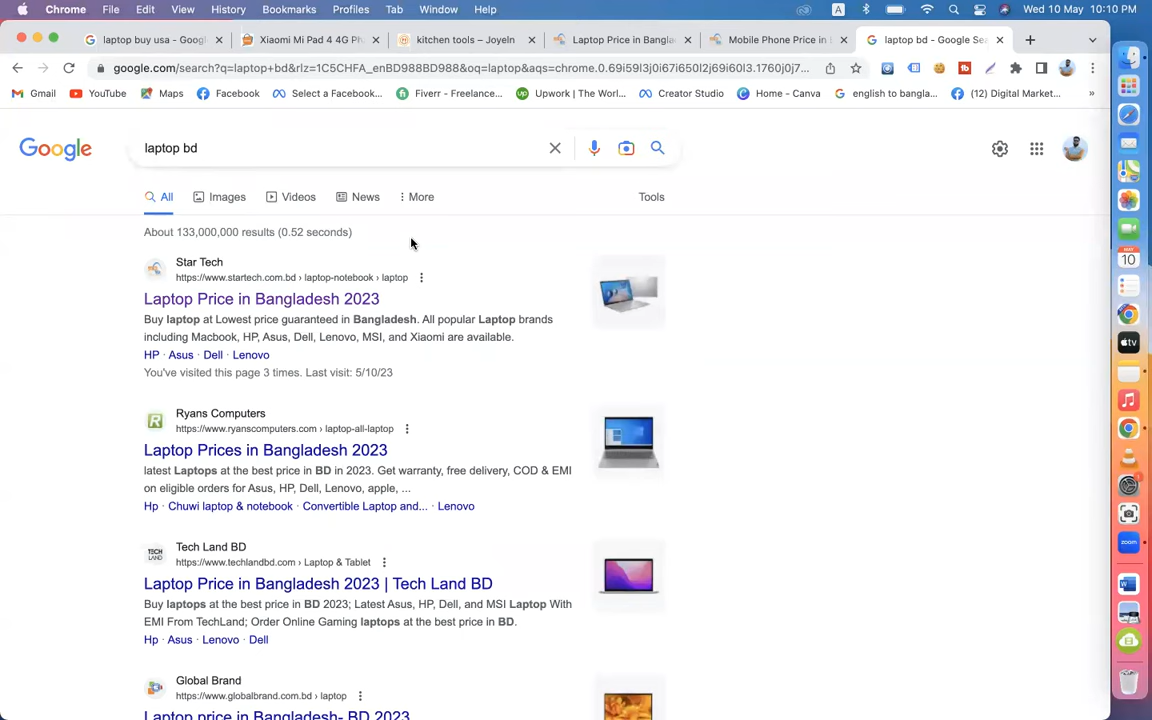 Chrome File Edit View History Bookmarks Profiles Tab Window Help A Wed 10 May 10:10 PM
laptop buy usa - Googl Xiaomi Mi Pad 4 4G Ph kitchen tools – JoyeIn Laptop Price in Bangla Mobile Phone Price in B laptop bd - Google Sea
google.com/search?q=laptop+bd&rlz=1C5CHFA_enBD988BD988&oq=laptop&aqs=chrome.0.69i59l3j0i67i650l2j69i60l3.1760j0j7...
Gmail YouTube Maps Facebook Select a Facebook... Fiverr - Freelance... Upwork | The Worl... Creator Studio Home - Canva english to bangla... (12) Digital Market... »
Google laptop bd
All Images Videos News More Tools
About 133,000,000 results (0.52 seconds)
Star Tech
https://www.startech.com.bd › laptop-notebook › laptop
Laptop Price in Bangladesh 2023
Buy laptop at Lowest price guaranteed in Bangladesh. All popular Laptop brands
including Macbook, HP, Asus, Dell, Lenovo, MSI, and Xiaomi are available.
HP · Asus · Dell · Lenovo
You've visited this page 3 times. Last visit: 5/10/23
Ryans Computers
https://www.ryanscomputers.com › laptop-all-laptop
Laptop Prices in Bangladesh 2023
latest Laptops at the best price in BD in 2023. Get warranty, free delivery, COD & EMI
on eligible orders for Asus, HP, Dell, Lenovo, apple, ...
Hp · Chuwi laptop & notebook · Convertible Laptop and... · Lenovo
TECH LAND
Tech Land BD
https://www.techlandbd.com › Laptop & Tablet
Laptop Price in Bangladesh 2023 | Tech Land BD
Buy laptops at the best price in BD 2023; Latest Asus, HP, Dell, and MSI Laptop With
EMI From TechLand; Order Online Gaming laptops at the best price in BD.
Hp · Asus · Lenovo · Dell
Global Brand
https://www.globalbrand.com.bd › laptop
Laptop price in Bangladesh- BD 2023
10
tv
zoom